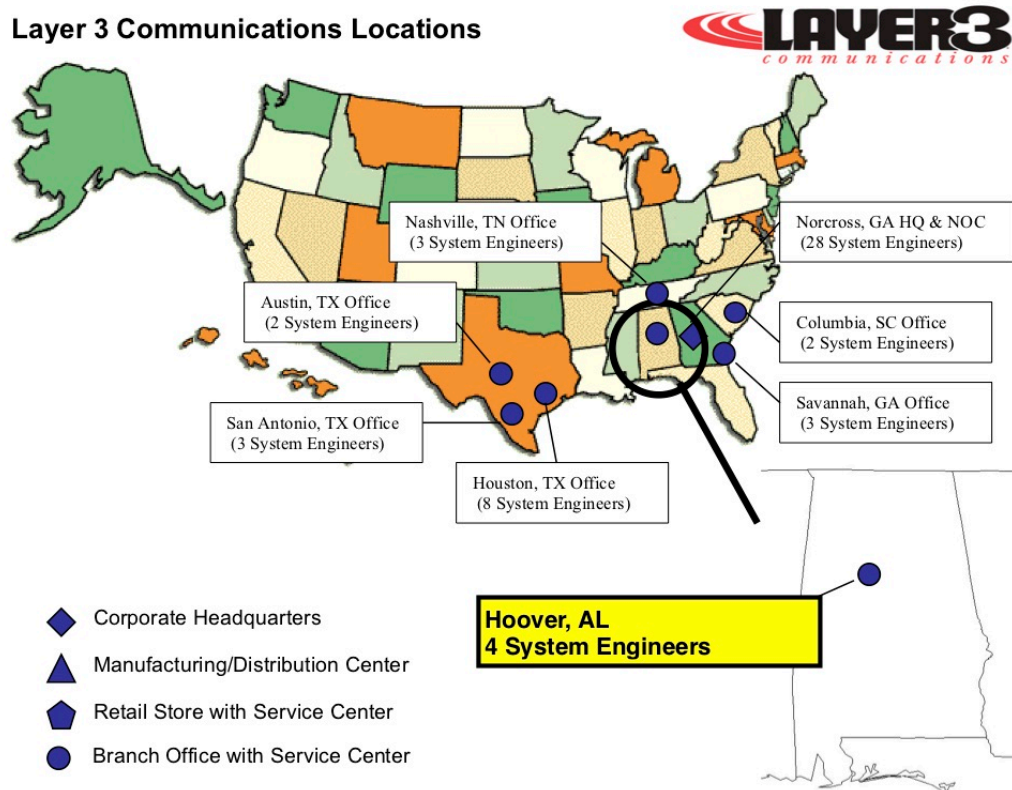 Layer 3 Communications Locations
LAYER3
communications
Nashville, TN Office
(3 System Engineers)
Norcross, GA HQ & NOC
(28 System Engineers)
Austin, TX Office
(2 System Engineers)
Columbia, SC Office
(2 System Engineers)
San Antonio, TX Office
(3 System Engineers)
Savannah, GA Office
(3 System Engineers)
Houston, TX Office
(8 System Engineers)
Hoover, AL
4 System Engineers
Corporate Headquarters
Manufacturing/Distribution Center
Retail Store with Service Center
Branch Office with Service Center